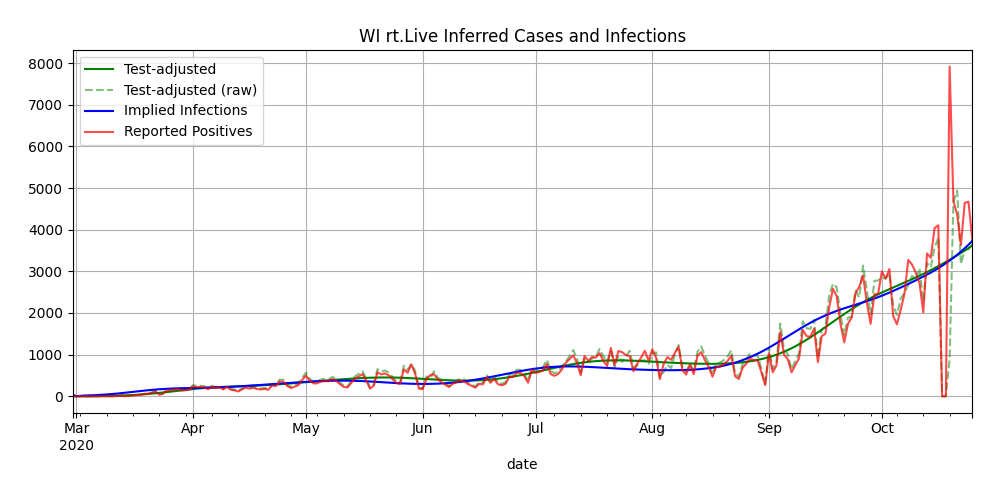 WI rt.Live Inferred Cases and Infections
Test-adjusted
Test-adjusted (raw)
Implied Infections
Reported Positives
8000
7000
6000
5000
4000
3000
2000
1000
0
Mar Apr May Jun Jul Aug Sep Oct
2020
date